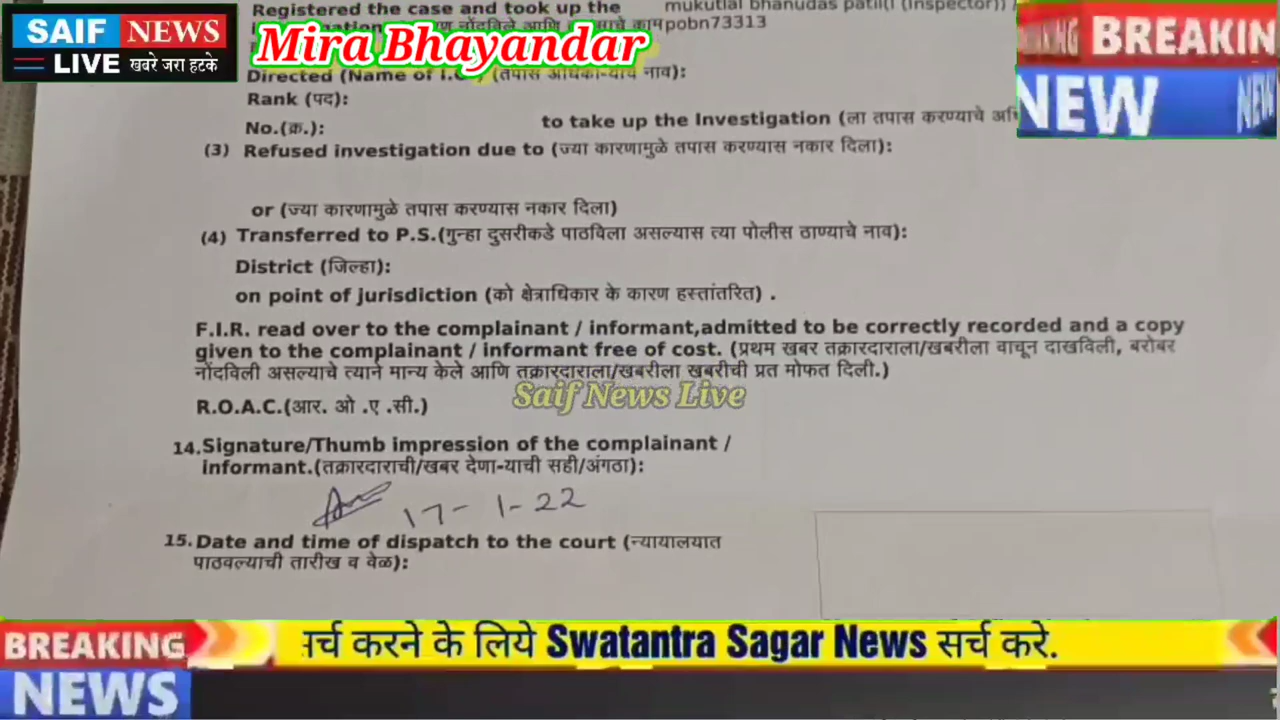 SAIF NEWS
LIVE खबरे जरा हटके
Mira Bhayandar
BREAKIN
NEW
Registered the case and took up the
mukutlal bhanudas patil(I (Inspector)) /
नोंदविले आणि
pobn73313
Directed (Name of I.O.) (तपास अधिका-याचे नाव):
Rank (पद):
No.(क्र.):
to take up the Investigation (ला तपास करण्याचे
(3) Refused investigation due to (ज्या कारणामुळे तपास करण्यास नकार दिला):
or (ज्या कारणामुळे तपास करण्यास नकार दिला)
(4) Transferred to P.S.(गुन्हा दुसरीकडे पाठविला असल्यास त्या पोलीस ठाण्याचे नाव):
District (जिल्हा):
on point of jurisdiction (को क्षेत्राधिकार के कारण हस्तांतरित) .
F.I.R. read over to the complainant / informant,admitted to be correctly recorded and a copy
given to the complainant / informant free of cost. (प्रथम खबर तक्रारदाराला/खबरीला वाचून दाखविली, बरोबर
नोंदविली असल्याचे त्याने मान्य केले आणि तक्रारदाराला/खबरीला खबरीची प्रत मोफत दिली.)
Saif News Live
R.O.A.C.(आर. ओ .ए .सी.)
14.Signature/Thumb impression of the complainant /
informant.(तक्रारदाराची/खबर देणा-याची सही/अंगठा):
17-1-22
15.Date and time of dispatch to the court (न्यायालयात
पाठवल्याची तारीख व वेळ):
BREAKING
NEWS
र्च करने के लिये Swatantra Sagar News सर्च करे.